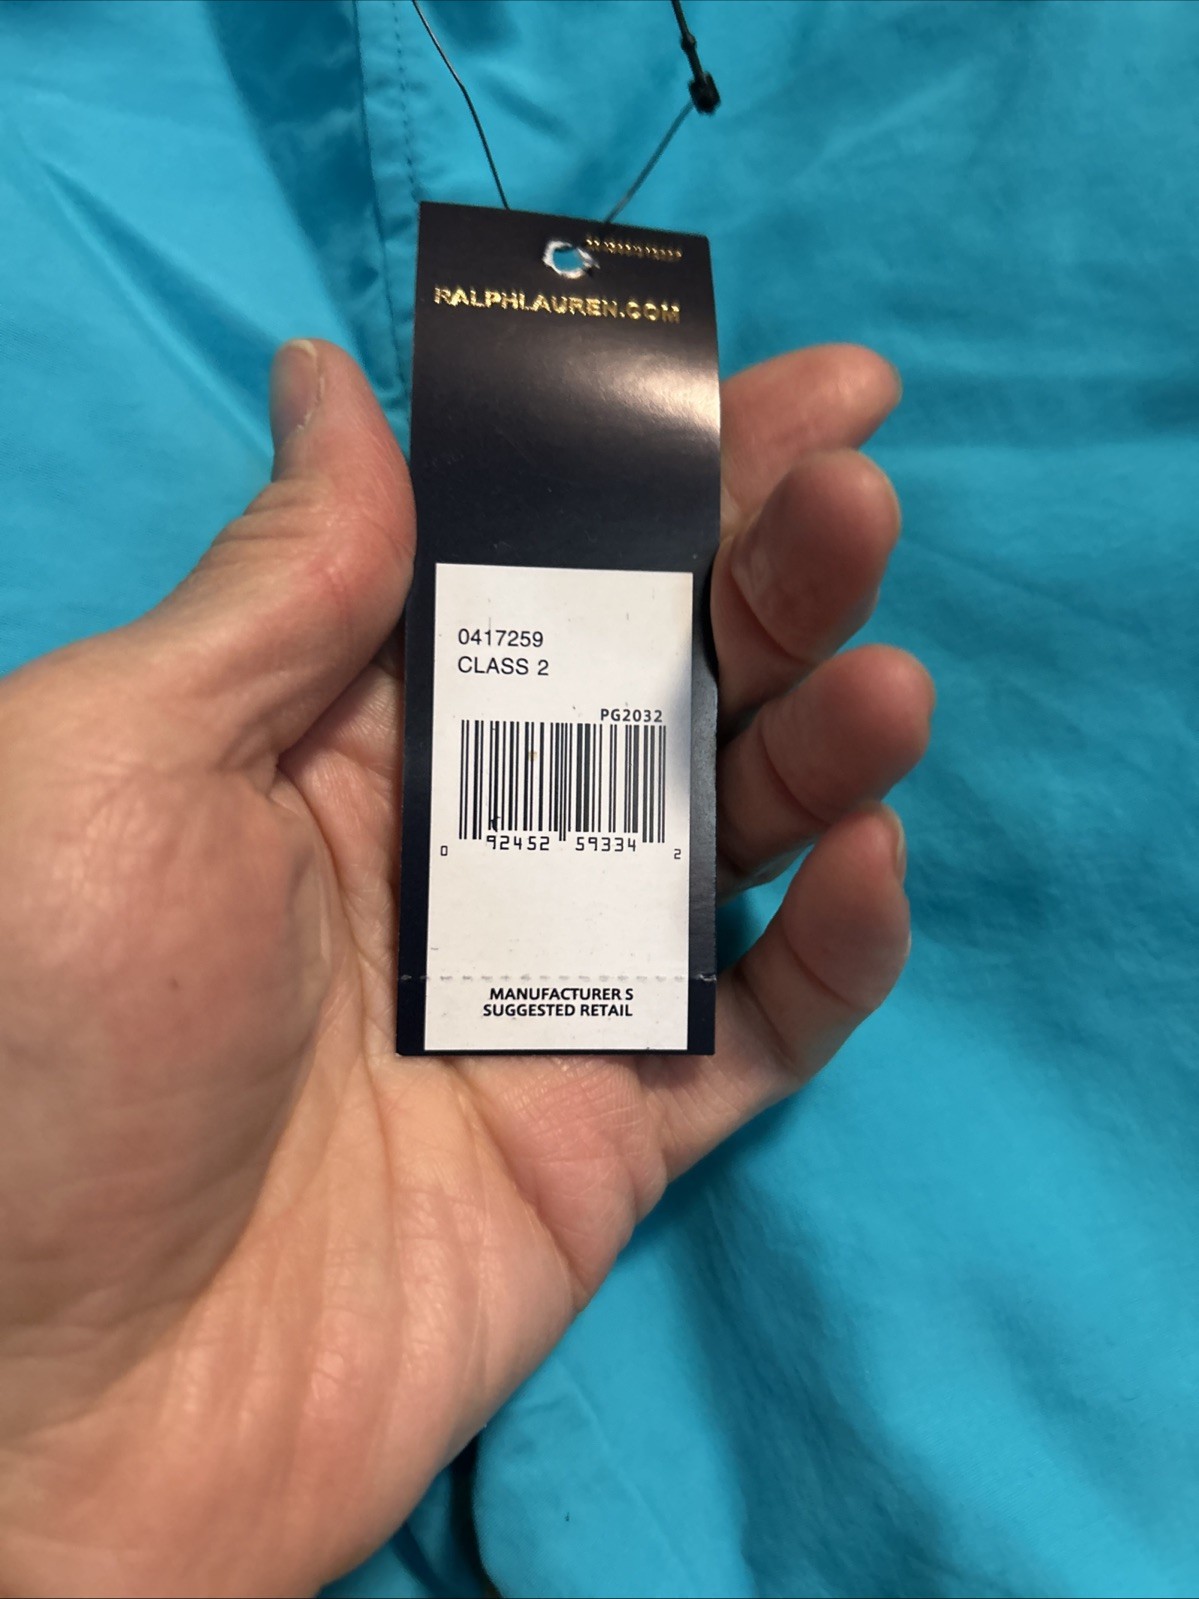 RALPHLAUREN.COM
0417259
CLASS 2
PG2032
0 92452 59334 2
MANUFACTURER S
SUGGESTED RETAIL